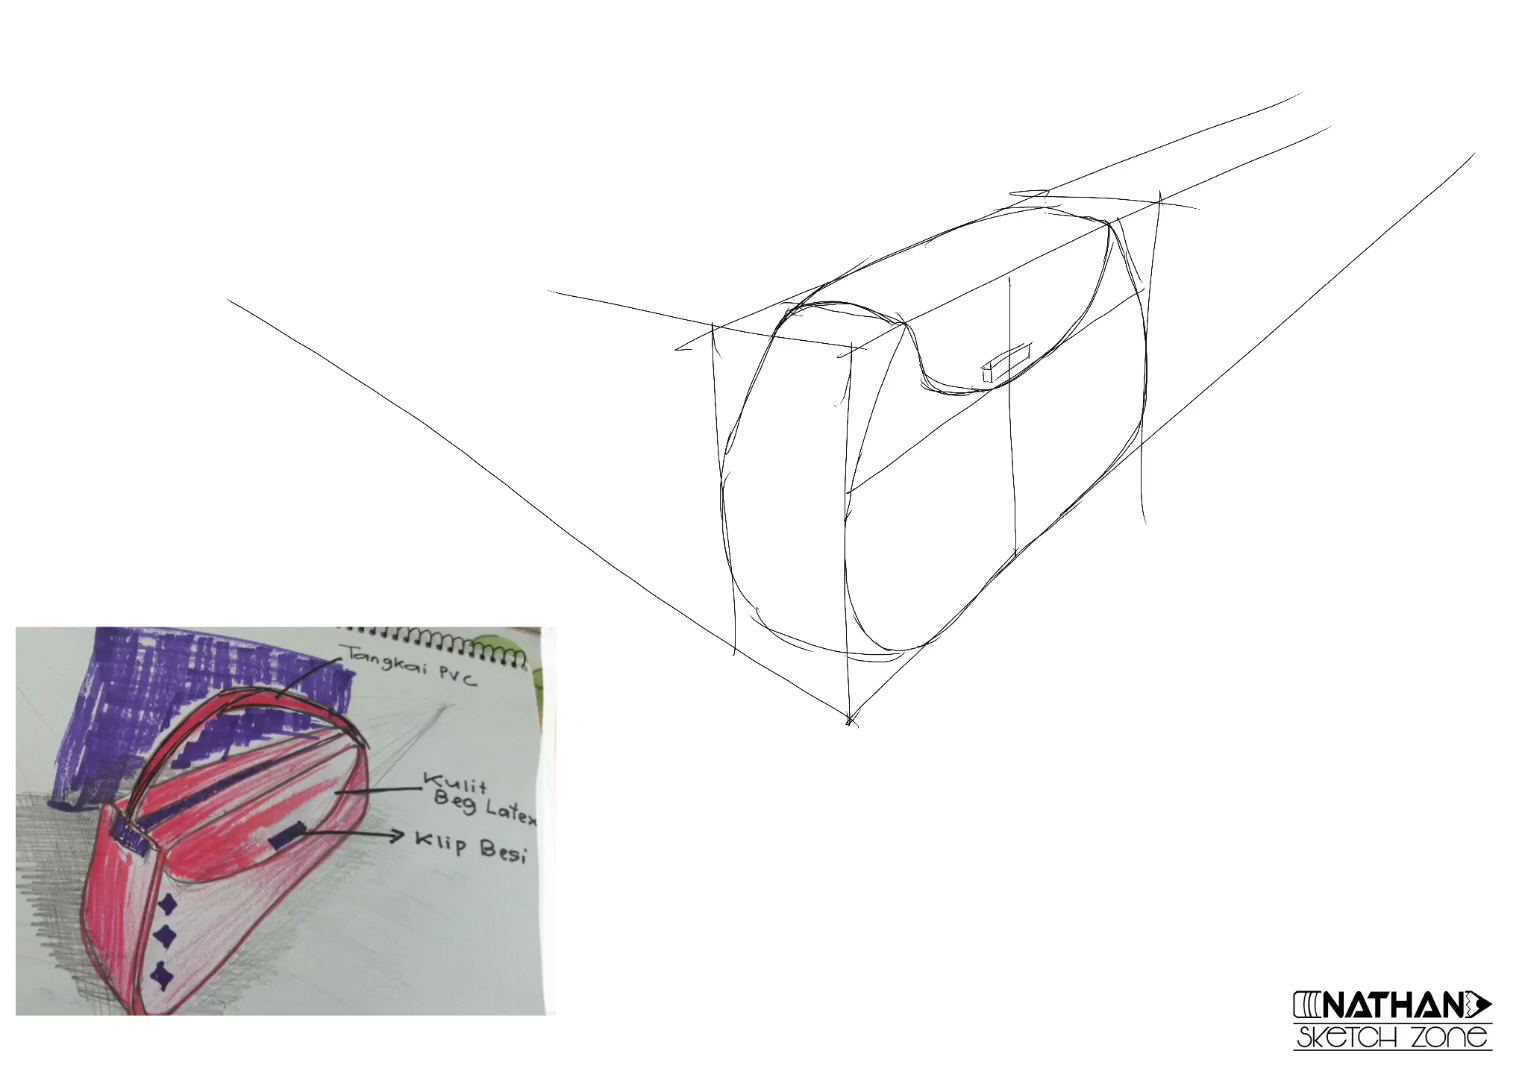 Tangkai PVC
Kulit
Beg Latex
Klip Besi
NATHAN
SKETCH ZONE